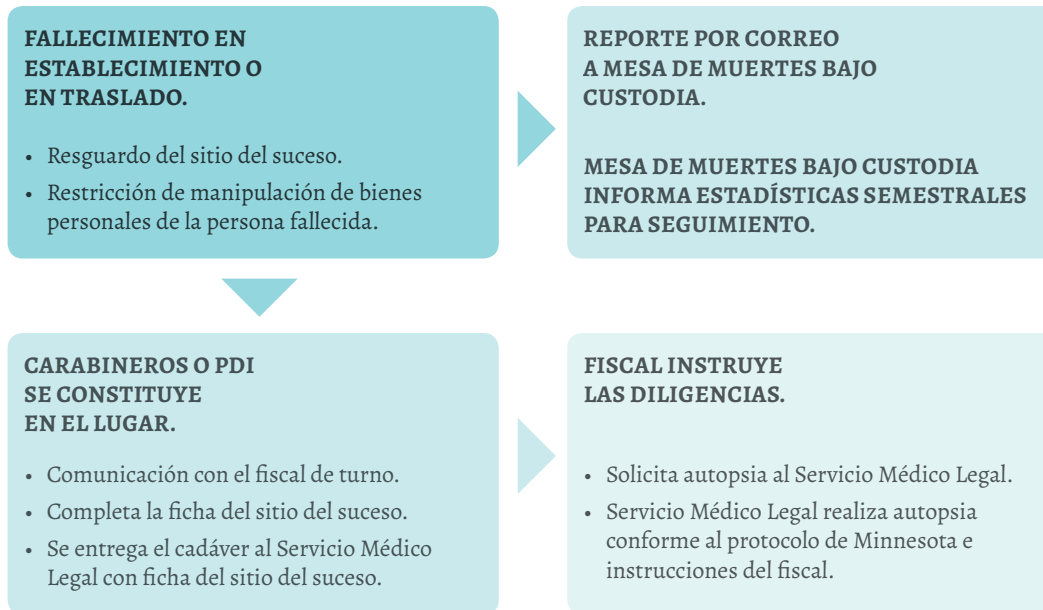 FALLECIMIENTO EN
ESTABLECIMIENTO O
EN TRASLADO.
• Resguardo del sitio del suceso.
• Restricción de manipulación de bienes
personales de la persona fallecida.
REPORTE POR CORREO
A MESA DE MUERTES BAJO
CUSTODIA.
MESA DE MUERTES BAJO CUSTODIA
INFORMA ESTADÍSTICAS SEMESTRALES
PARA SEGUIMIENTO.
CARABINEROS O PDI
SE CONSTITUYE
EN EL LUGAR.
• Comunicación con el fiscal de turno.
• Completa la ficha del sitio del suceso.
• Se entrega el cadáver al Servicio Médico
Legal con ficha del sitio del suceso.
FISCAL INSTRUYE
LAS DILIGENCIAS.
• Solicita autopsia al Servicio Médico Legal.
• Servicio Médico Legal realiza autopsia
conforme al protocolo de Minnesota e
instrucciones del fiscal.